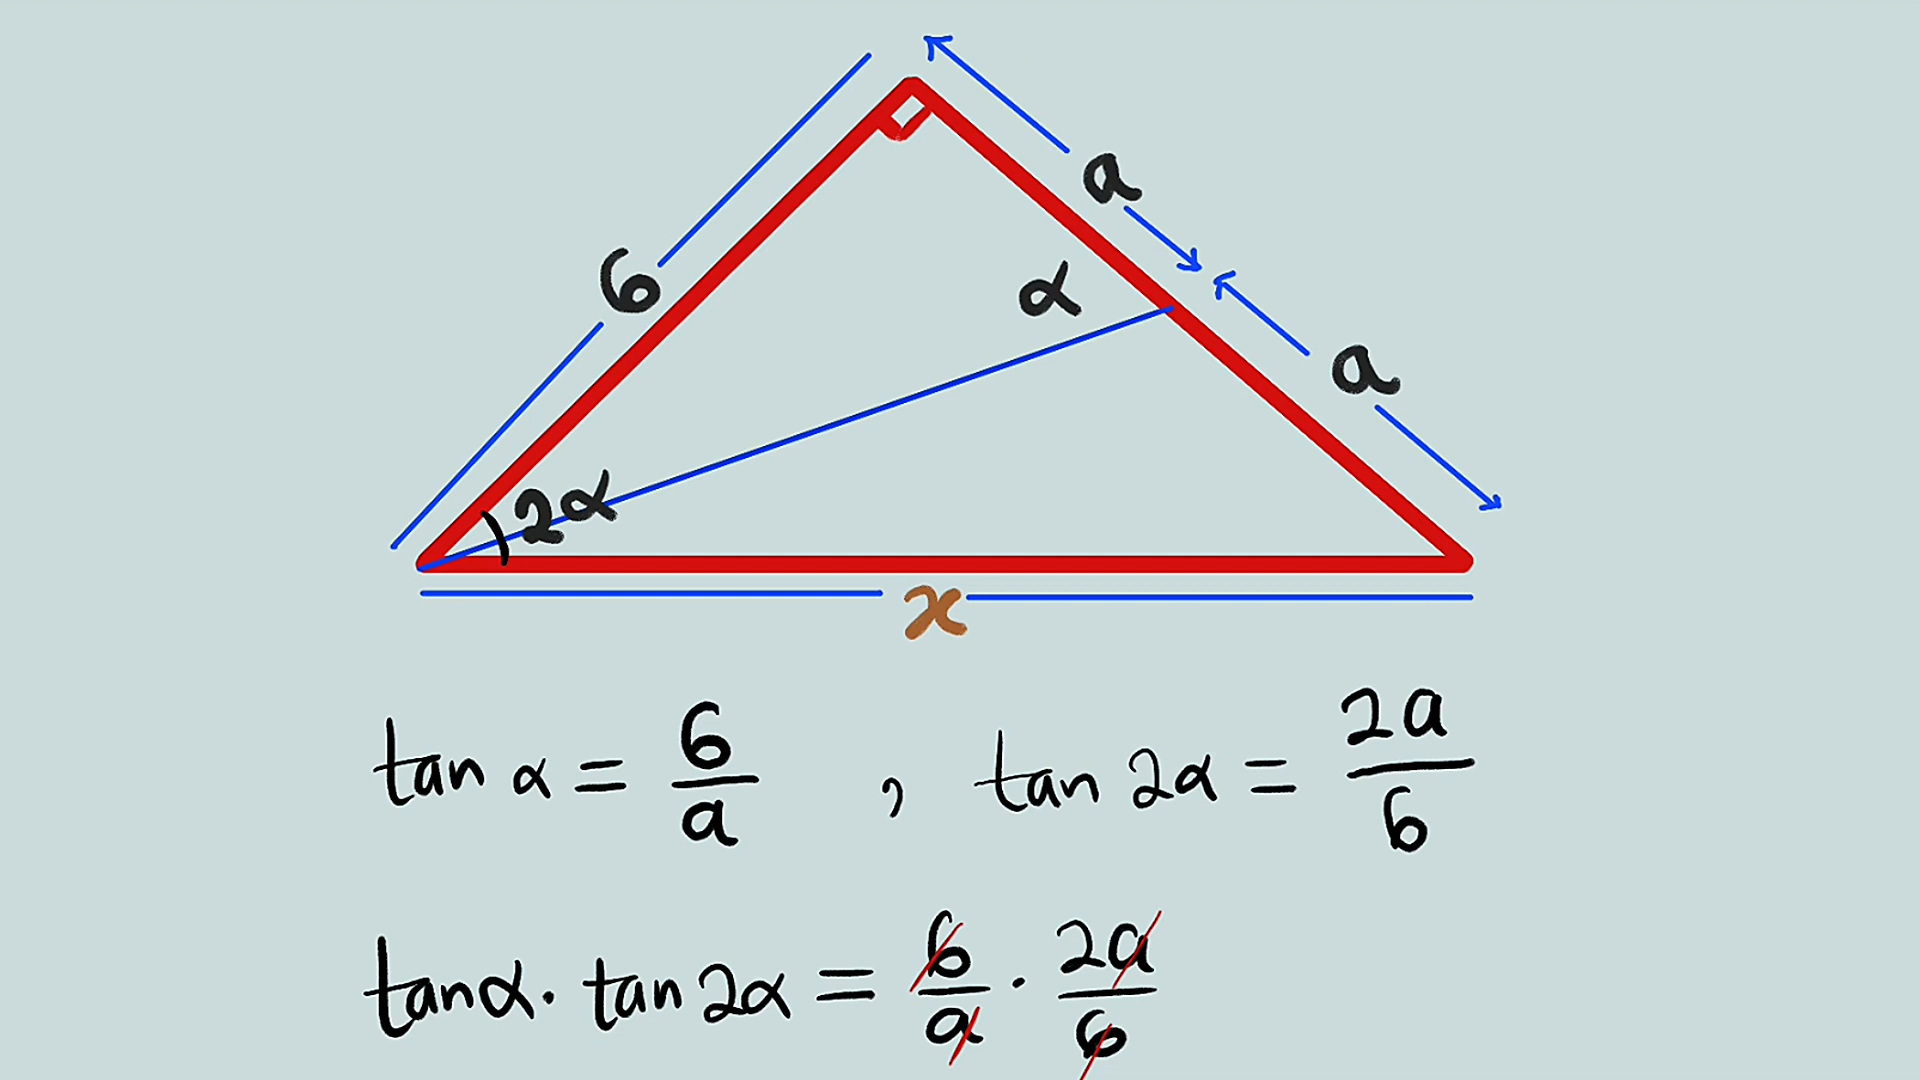 a
6
α
a
2α
x
tan α = 6/a , tan 2α = 2a/6
tanα · tan 2α = 6/a · 2a/6